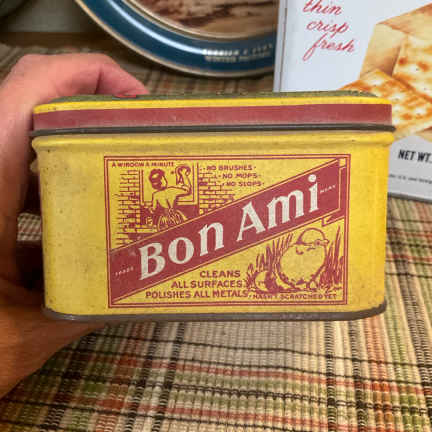 thin
crisp
fresh
WINTER
NET WT.
A WINDOW A MINUTE
· NO BRUSHES ·
· NO MOPS ·
· NO SLOPS ·
TRADE
Bon Ami
MARK
CLEANS
ALL SURFACES
POLISHES ALL METALS
"HASN'T SCRATCHED YET"